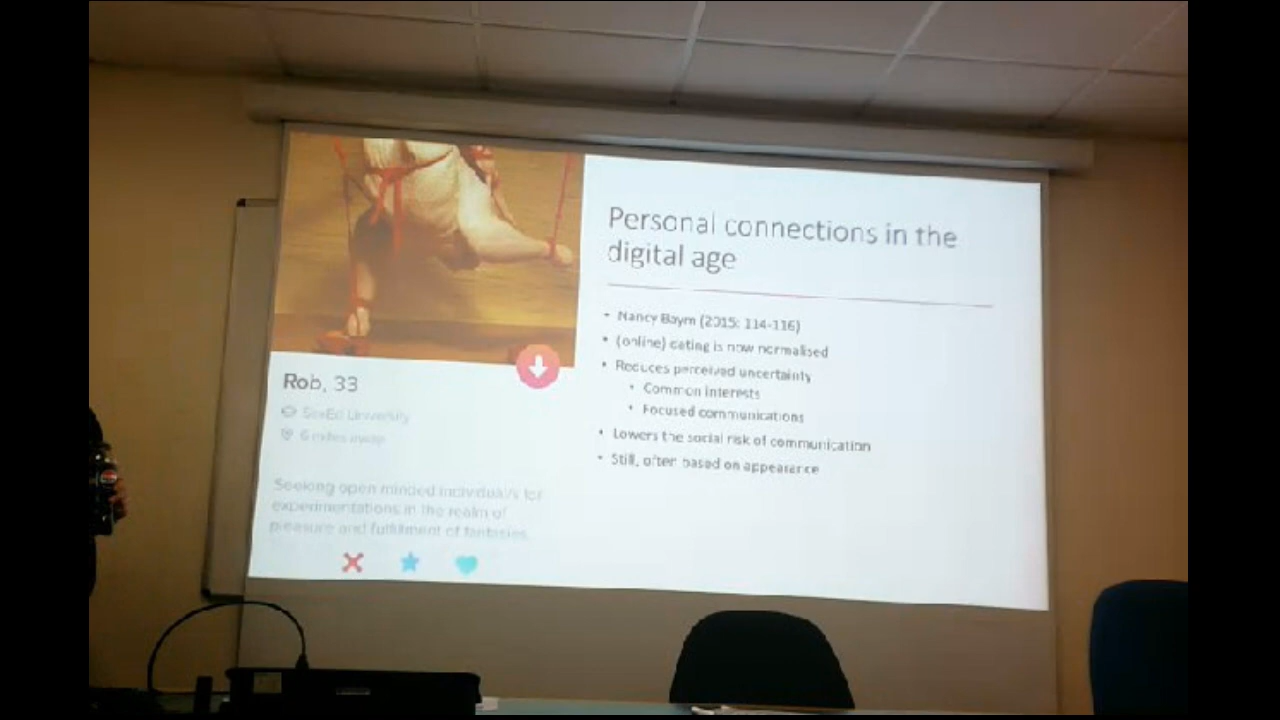 Rob, 33
SexEd University
6 miles away
Seeking open minded individuals for
experimentations in the realm of
pleasure and fulfilment of fantasies.
Personal connections in the
digital age
• Nancy Baym (2015: 114-116)
• (online) dating is now normalised
• Reduces perceived uncertainty
• Common interests
• Focused communications
• Lowers the social risk of communication
• Still, often based on appearance